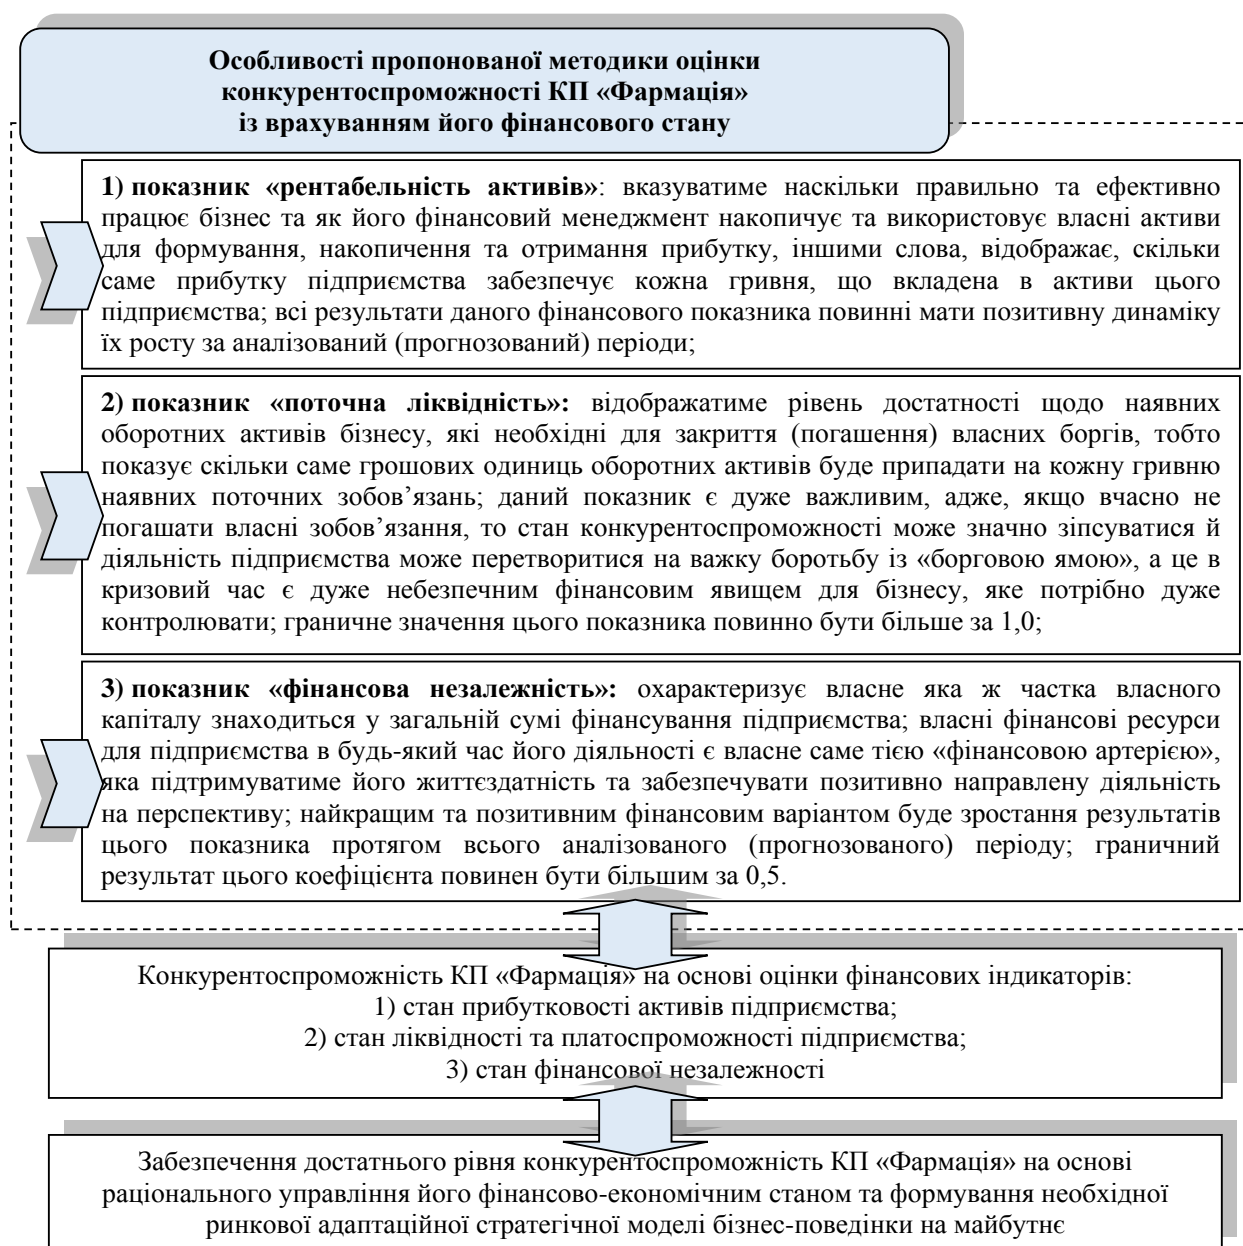 Особливості пропонованої методики оцінки
конкурентоспроможності КП «Фармація»
із врахуванням його фінансового стану
1) показник «рентабельність активів»: вказуватиме наскільки правильно та ефективно
працює бізнес та як його фінансовий менеджмент накопичує та використовує власні активи
для формування, накопичення та отримання прибутку, іншими слова, відображає, скільки
саме прибутку підприємства забезпечує кожна гривня, що вкладена в активи цього
підприємства; всі результати даного фінансового показника повинні мати позитивну динаміку
їх росту за аналізований (прогнозований) періоди;
2) показник «поточна ліквідність»: відображатиме рівень достатності щодо наявних
оборотних активів бізнесу, які необхідні для закриття (погашення) власних боргів, тобто
показує скільки саме грошових одиниць оборотних активів буде припадати на кожну гривню
наявних поточних зобов’язань; даний показник є дуже важливим, адже, якщо вчасно не
погашати власні зобов’язання, то стан конкурентоспроможності може значно зіпсуватися й
діяльність підприємства може перетворитися на важку боротьбу із «борговою ямою», а це в
кризовий час є дуже небезпечним фінансовим явищем для бізнесу, яке потрібно дуже
контролювати; граничне значення цього показника повинно бути більше за 1,0;
3) показник «фінансова незалежність»: охарактеризує власне яка ж частка власного
капіталу знаходиться у загальній сумі фінансування підприємства; власні фінансові ресурси
для підприємства в будь-який час його діяльності є власне саме тією «фінансовою артерією»,
яка підтримуватиме його життєздатність та забезпечувати позитивно направлену діяльність
на перспективу; найкращим та позитивним фінансовим варіантом буде зростання результатів
цього показника протягом всього аналізованого (прогнозованого) періоду; граничний
результат цього коефіцієнта повинен бути більшим за 0,5.
Конкурентоспроможність КП «Фармація» на основі оцінки фінансових індикаторів:
1) стан прибутковості активів підприємства;
2) стан ліквідності та платоспроможності підприємства;
3) стан фінансової незалежності
Забезпечення достатнього рівня конкурентоспроможність КП «Фармація» на основі
раціонального управління його фінансово-економічним станом та формування необхідної
ринкової адаптаційної стратегічної моделі бізнес-поведінки на майбутнє